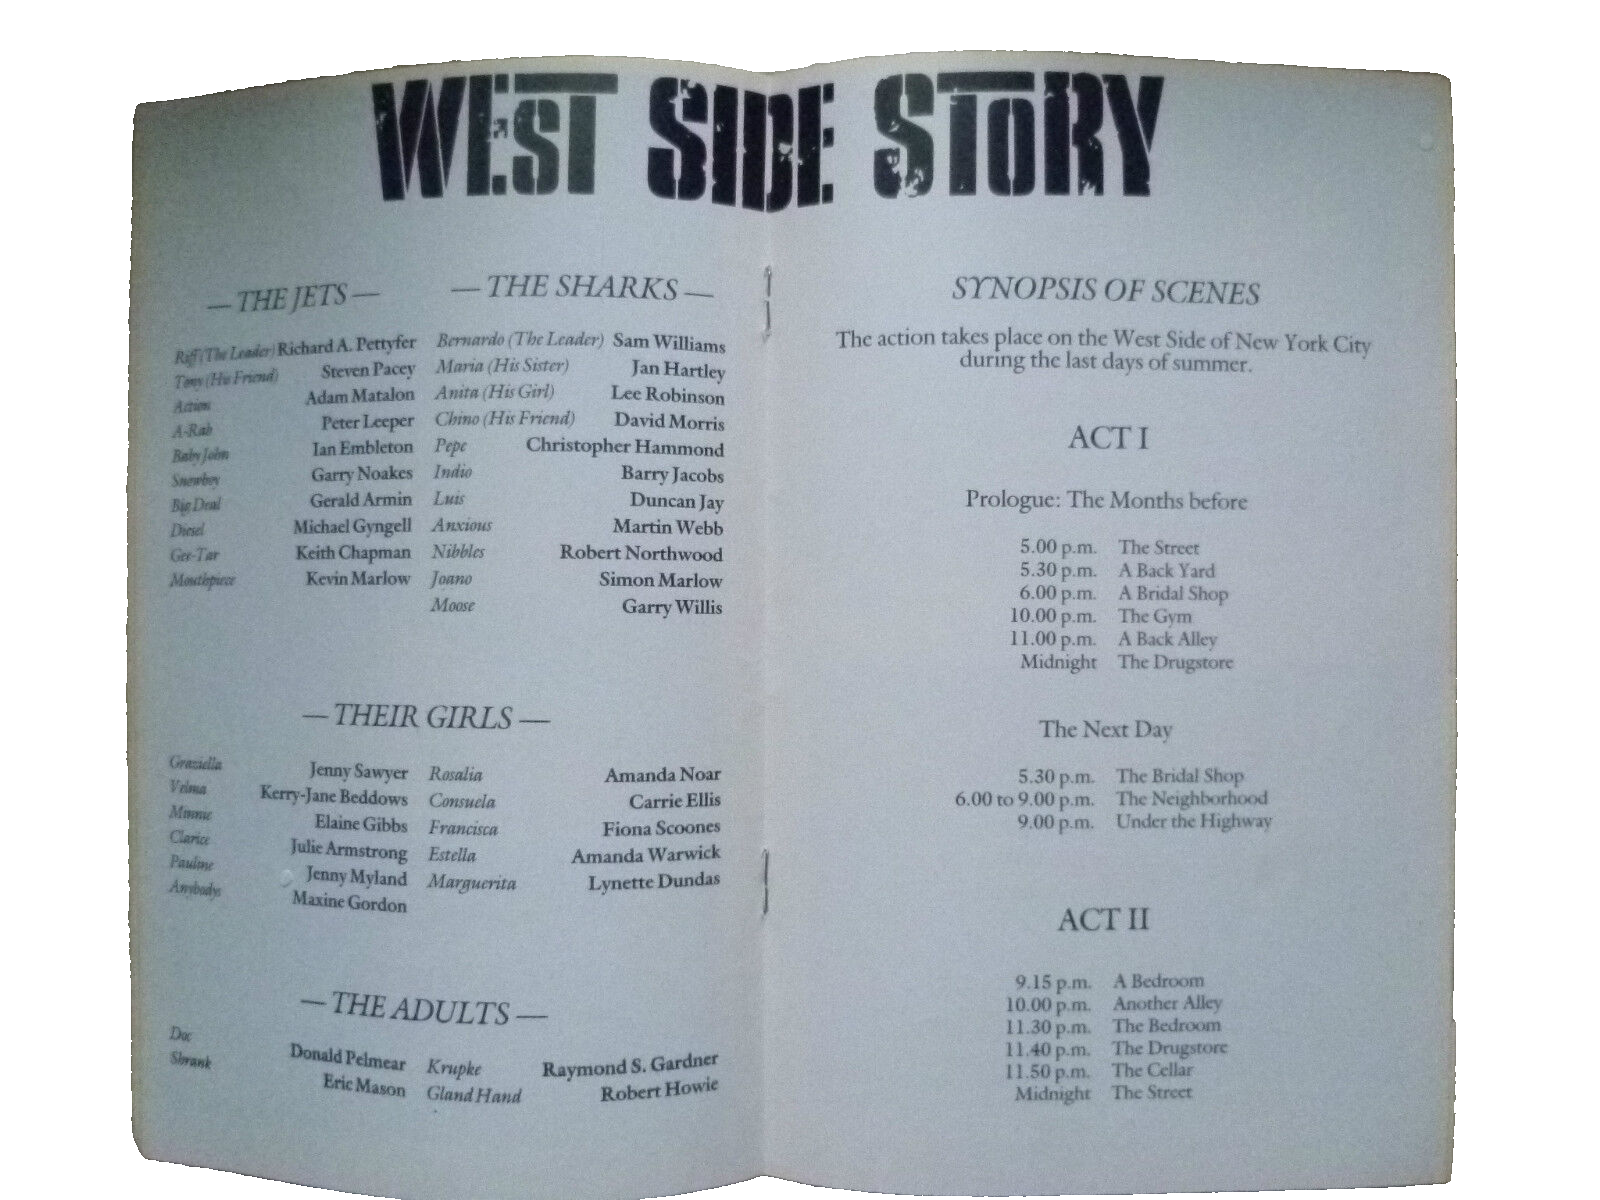 WEST SIDE STORY
— THE JETS —
Riff (The Leader) Richard A. Pettyfer
Tony (His Friend) Steven Pacey
Action Adam Matalon
A-Rab Peter Leeper
Baby John Ian Embleton
Snowboy Garry Noakes
Big Deal Gerald Armin
Diesel Michael Gyngell
Gee-Tar Keith Chapman
Mouthpiece Kevin Marlow
— THE SHARKS —
Bernardo (The Leader) Sam Williams
Maria (His Sister) Jan Hartley
Anita (His Girl) Lee Robinson
Chino (His Friend) David Morris
Pepe Christopher Hammond
Indio Barry Jacobs
Luis Duncan Jay
Anxious Martin Webb
Nibbles Robert Northwood
Joano Simon Marlow
Moose Garry Willis
— THEIR GIRLS —
Graziella Jenny Sawyer
Velma Kerry-Jane Beddows
Minnie Elaine Gibbs
Clarice Julie Armstrong
Pauline Jenny Myland
Anybodys Maxine Gordon
Rosalia Amanda Noar
Consuela Carrie Ellis
Francisca Fiona Scoones
Estella Amanda Warwick
Marguerita Lynette Dundas
— THE ADULTS —
Doc Donald Pelmear
Shrank Eric Mason
Krupke Raymond S. Gardner
Gland Hand Robert Howie
SYNOPSIS OF SCENES
The action takes place on the West Side of New York City
during the last days of summer.
ACT I
Prologue: The Months before
5.00 p.m. The Street
5.30 p.m. A Back Yard
6.00 p.m. A Bridal Shop
10.00 p.m. The Gym
11.00 p.m. A Back Alley
Midnight The Drugstore
The Next Day
5.30 p.m. The Bridal Shop
6.00 to 9.00 p.m. The Neighborhood
9.00 p.m. Under the Highway
ACT II
9.15 p.m. A Bedroom
10.00 p.m. Another Alley
11.30 p.m. The Bedroom
11.40 p.m. The Drugstore
11.50 p.m. The Cellar
Midnight The Street